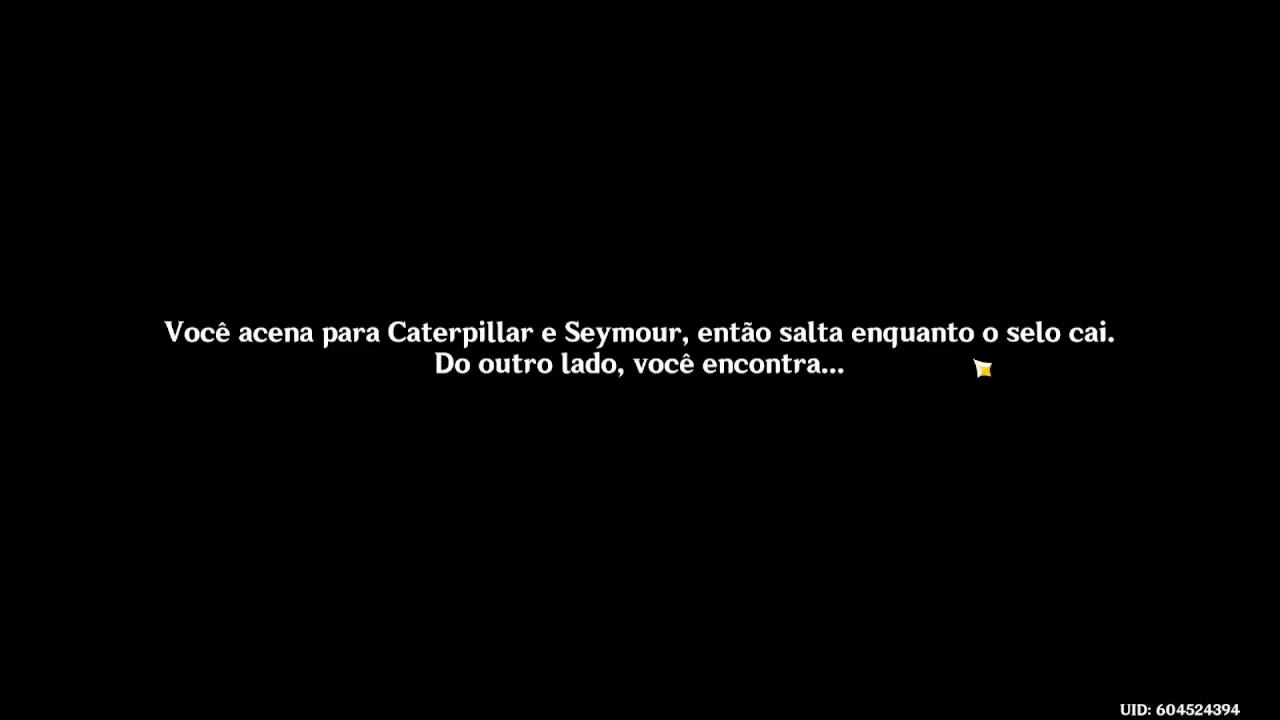 Você acena para Caterpillar e Seymour, então salta enquanto o selo cai.
Do outro lado, você encontra...
UID: 604524394